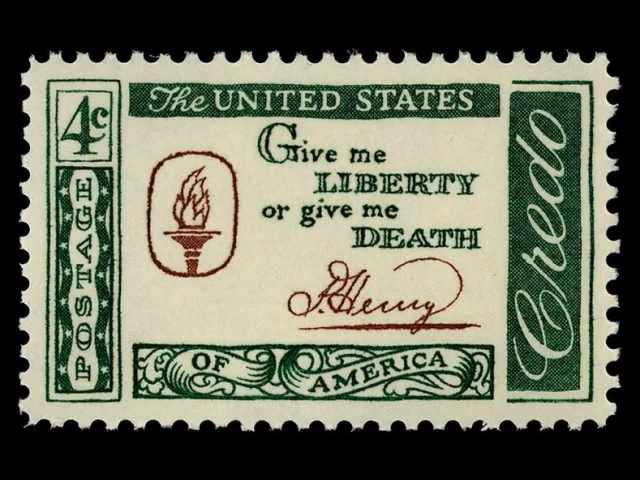 4c
POSTAGE
The UNITED STATES
Give me
LIBERTY
or give me
DEATH
P. Henry
OF AMERICA
Credo